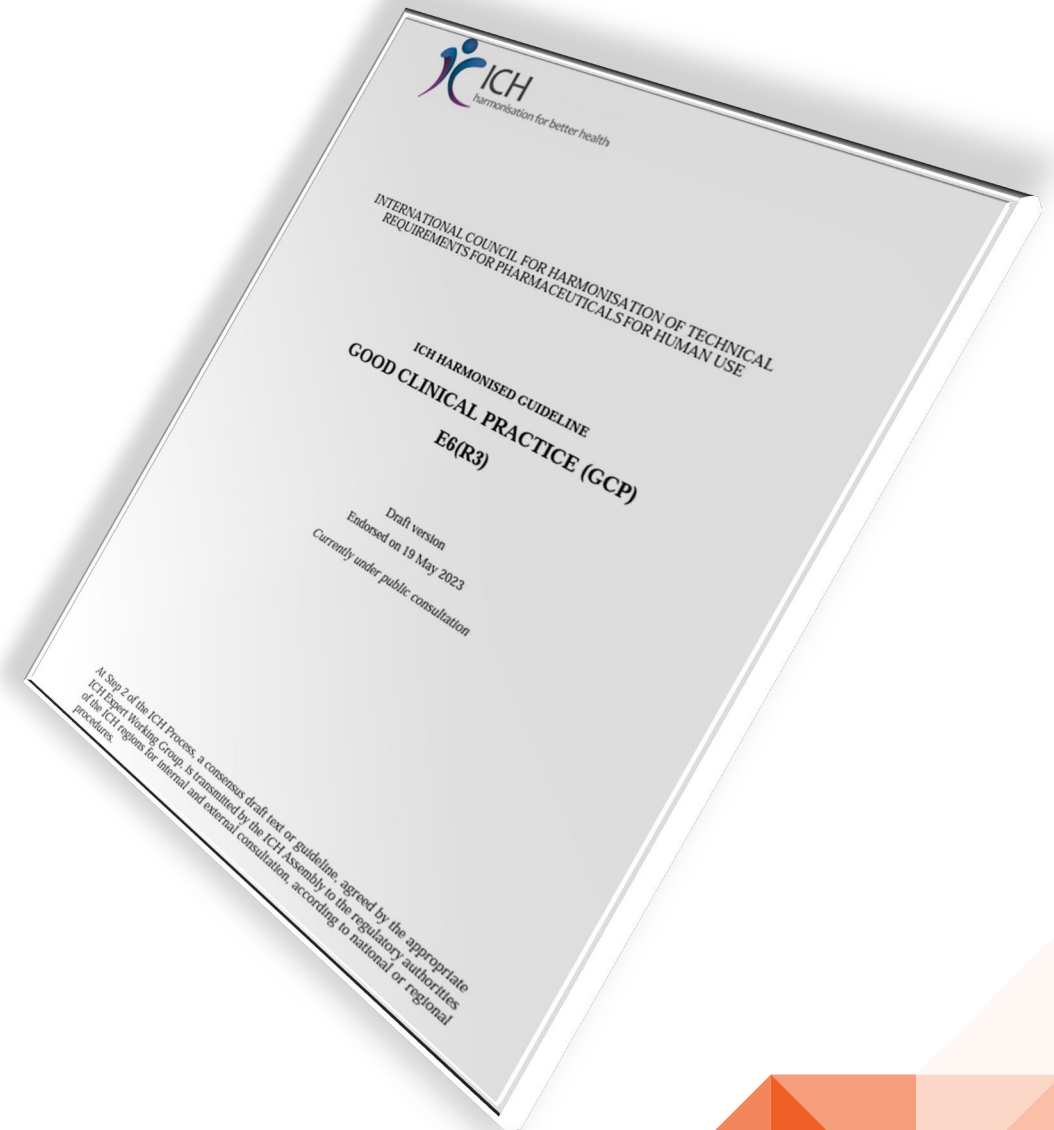 ICH
harmonisation for better health
INTERNATIONAL COUNCIL FOR HARMONISATION OF TECHNICAL
REQUIREMENTS FOR PHARMACEUTICALS FOR HUMAN USE
ICH HARMONISED GUIDELINE
GOOD CLINICAL PRACTICE (GCP)
E6(R3)
Draft version
Endorsed on 19 May 2023
Currently under public consultation
At Step 2 of the ICH Process, a consensus draft text or guideline, agreed by the appropriate
ICH Expert Working Group, is transmitted by the ICH Assembly to the regulatory authorities
of the ICH regions for internal and external consultation, according to national or regional
procedures.